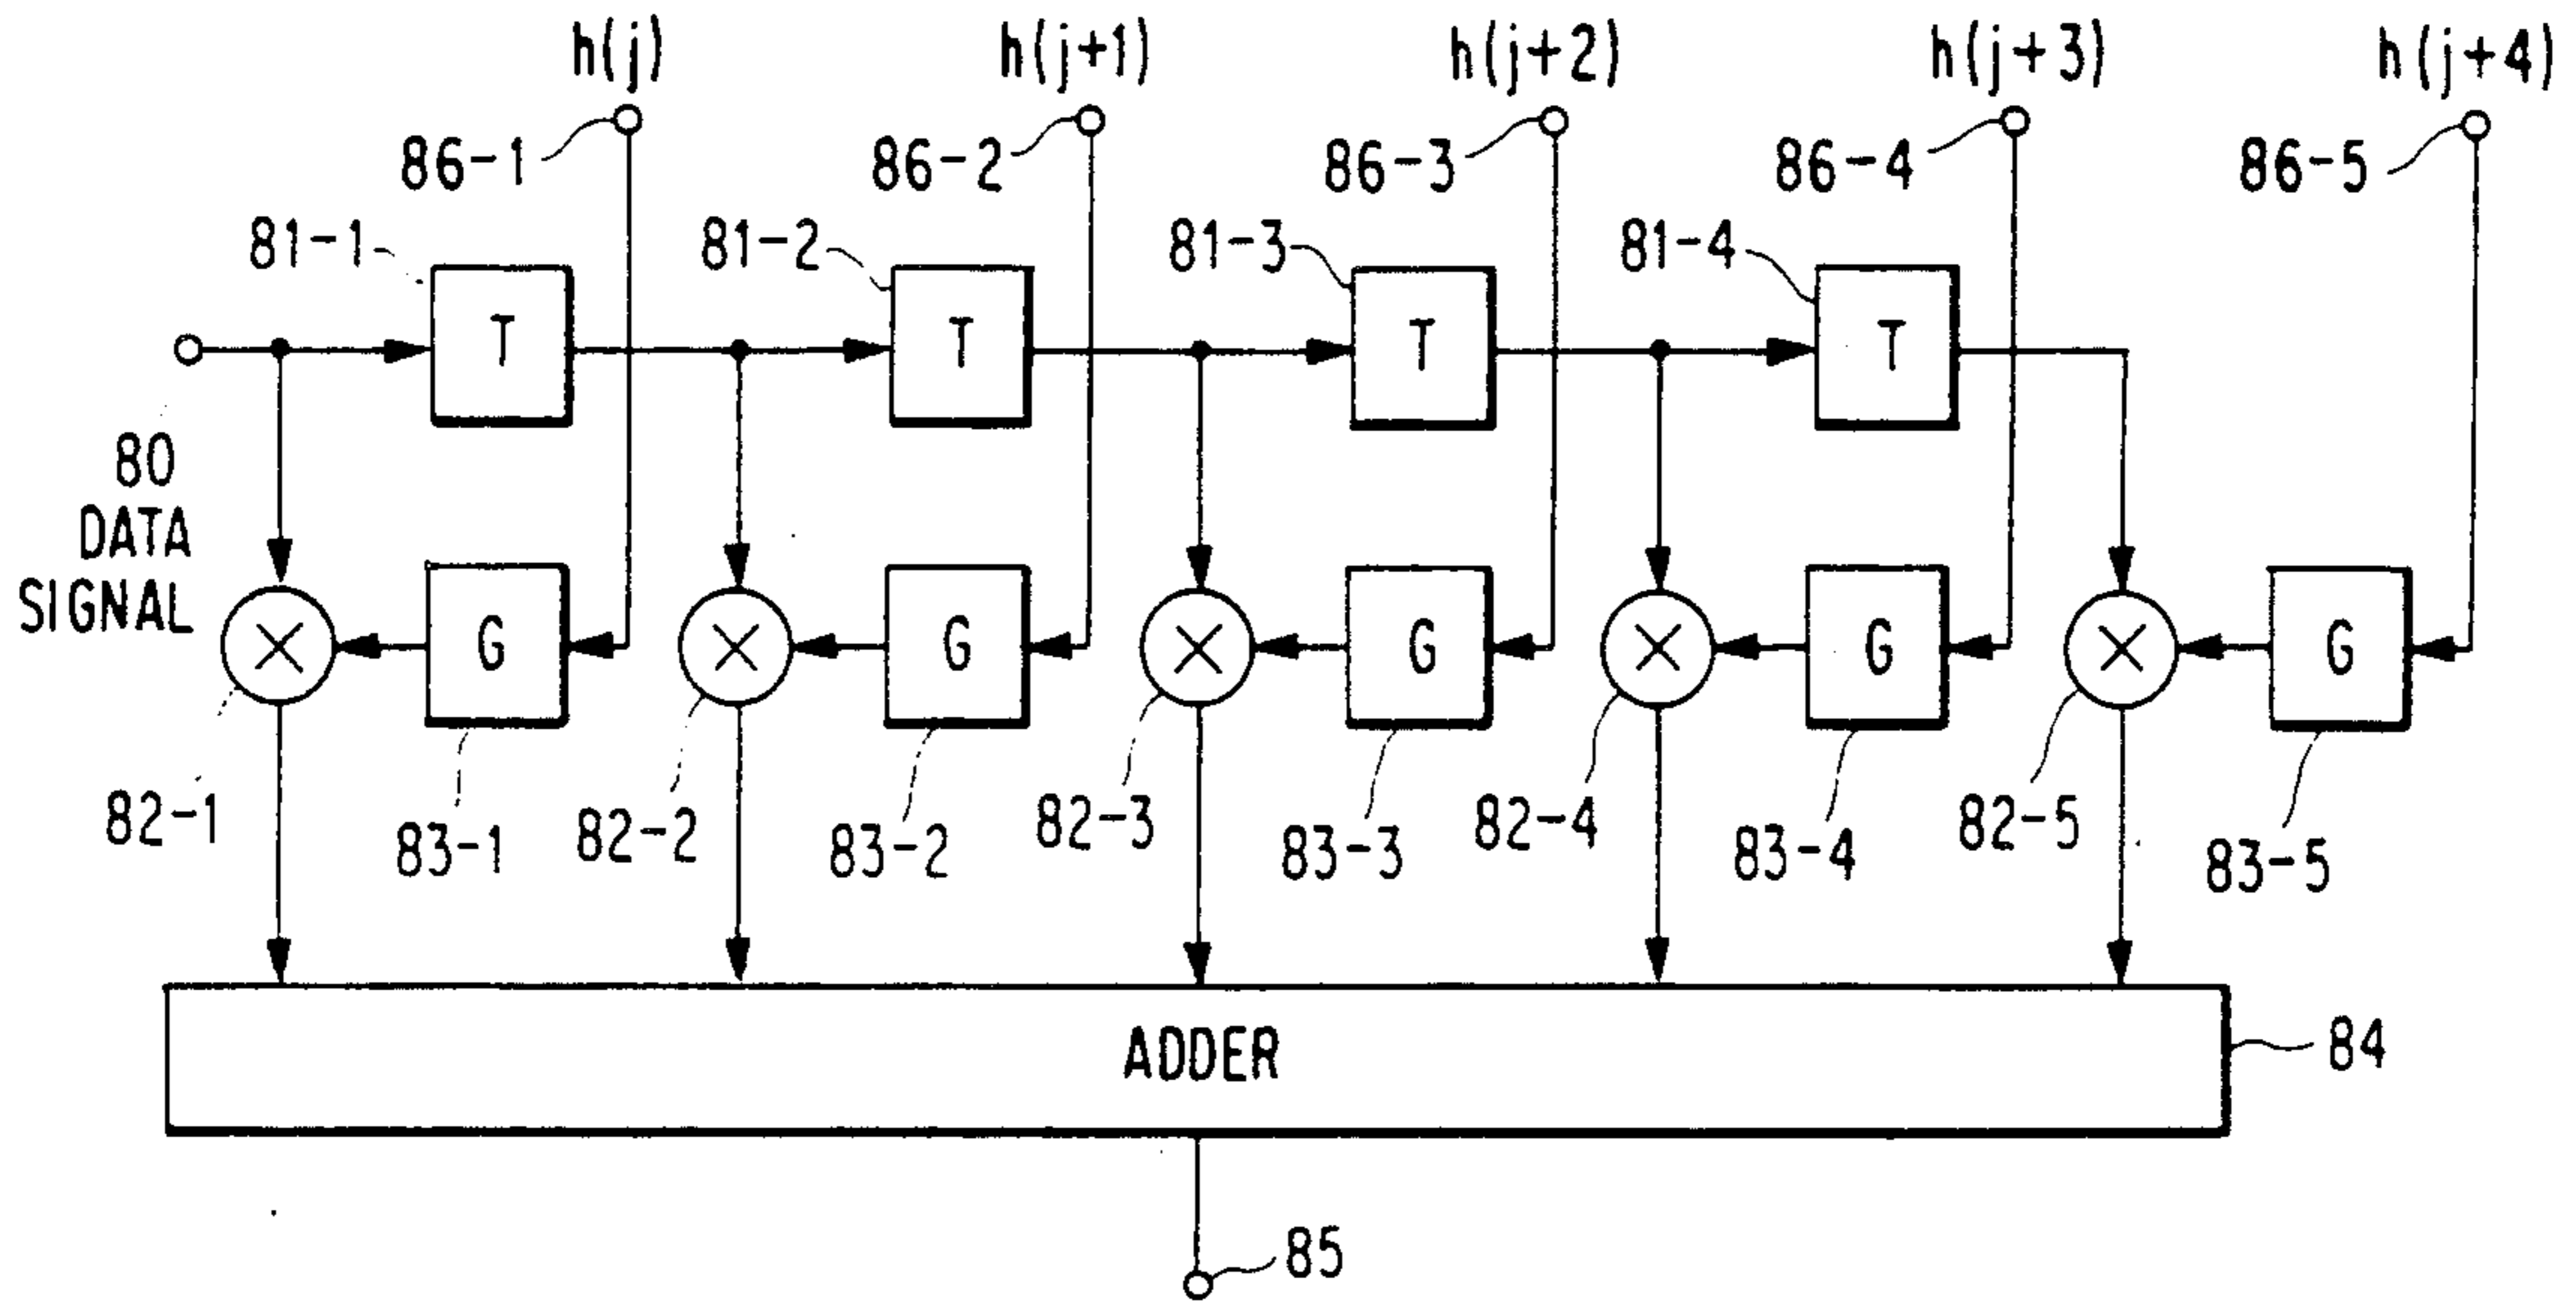 h(j) h(j+1) h(j+2) h(j+3) h(j+4)
86-1 86-2 86-3 86-4 86-5
81-1 81-2 81-3 81-4
T T T T
80
DATA
SIGNAL
G G G G G
82-1 82-2 82-3 82-4 82-5
83-1 83-2 83-3 83-4 83-5
ADDER
84
85